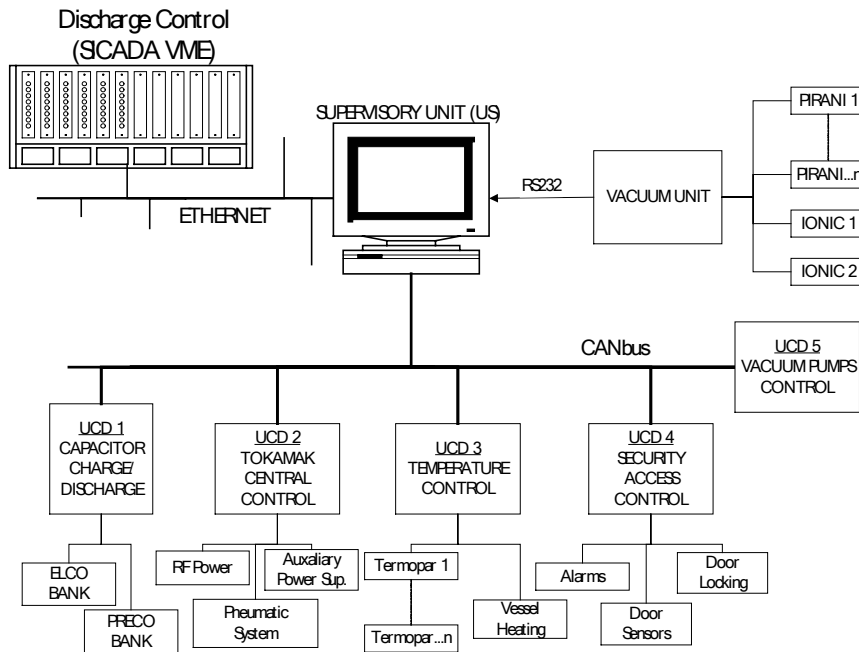 Discharge Control
(SICADA VME)
SUPERVISORY UNIT (US)
ETHERNET
RS232
VACUUM UNIT
PIRANI 1
PIRANI...n
IONIC 1
IONIC 2
CANbus
UCD 5
VACUUM PUMPS
CONTROL
UCD 1
CAPACITOR
CHARGE/
DISCHARGE
UCD 2
TOKAMAK
CENTRAL
CONTROL
UCD 3
TEMPERATURE
CONTROL
UCD 4
SECURITY
ACCESS
CONTROL
ELCO
BANK
PRECO
BANK
RF Power
Auxaliary
Power Sup.
Pneumatic
System
Termopar 1
Termopar...n
Vessel
Heating
Alarms
Door
Sensors
Door
Locking